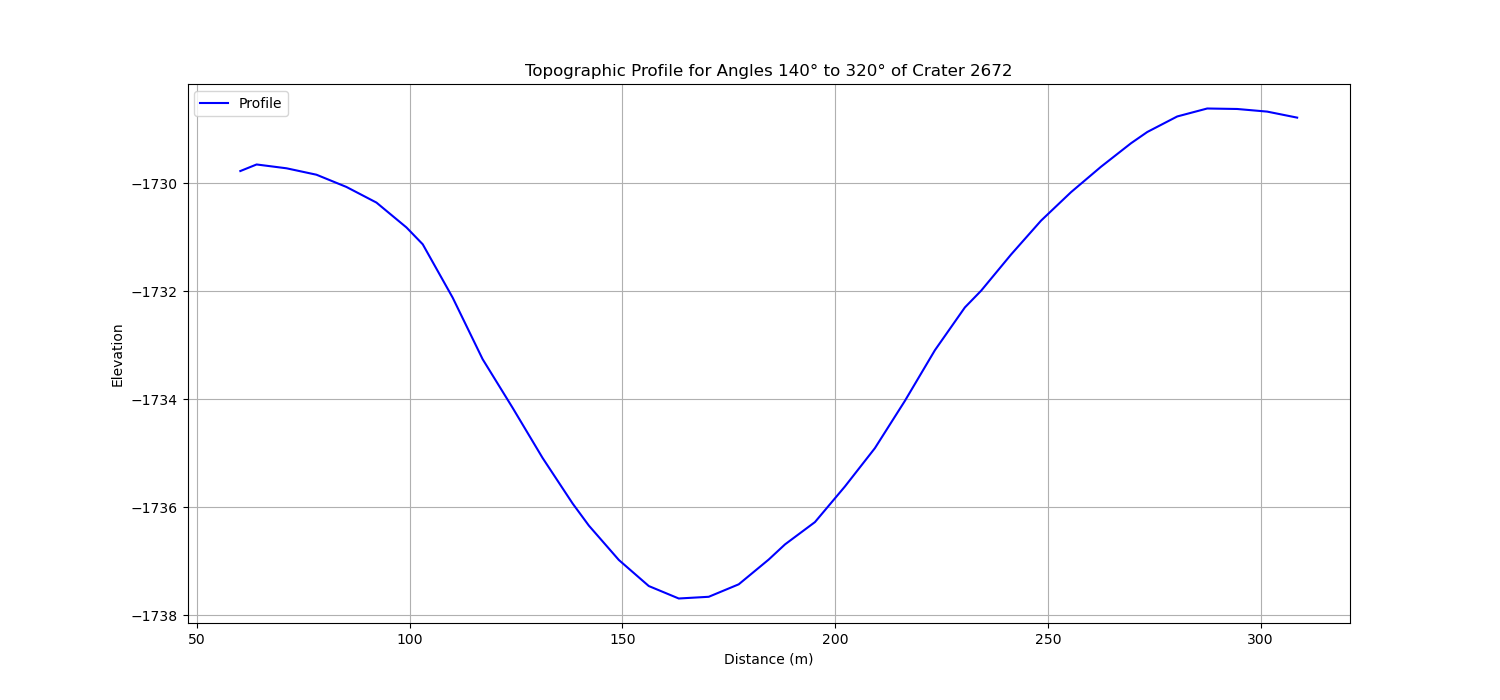 Topographic Profile for Angles 140° to 320° of Crater 2672
Profile
−1730
−1732
−1734
−1736
−1738
Elevation
50 100 150 200 250 300
Distance (m)